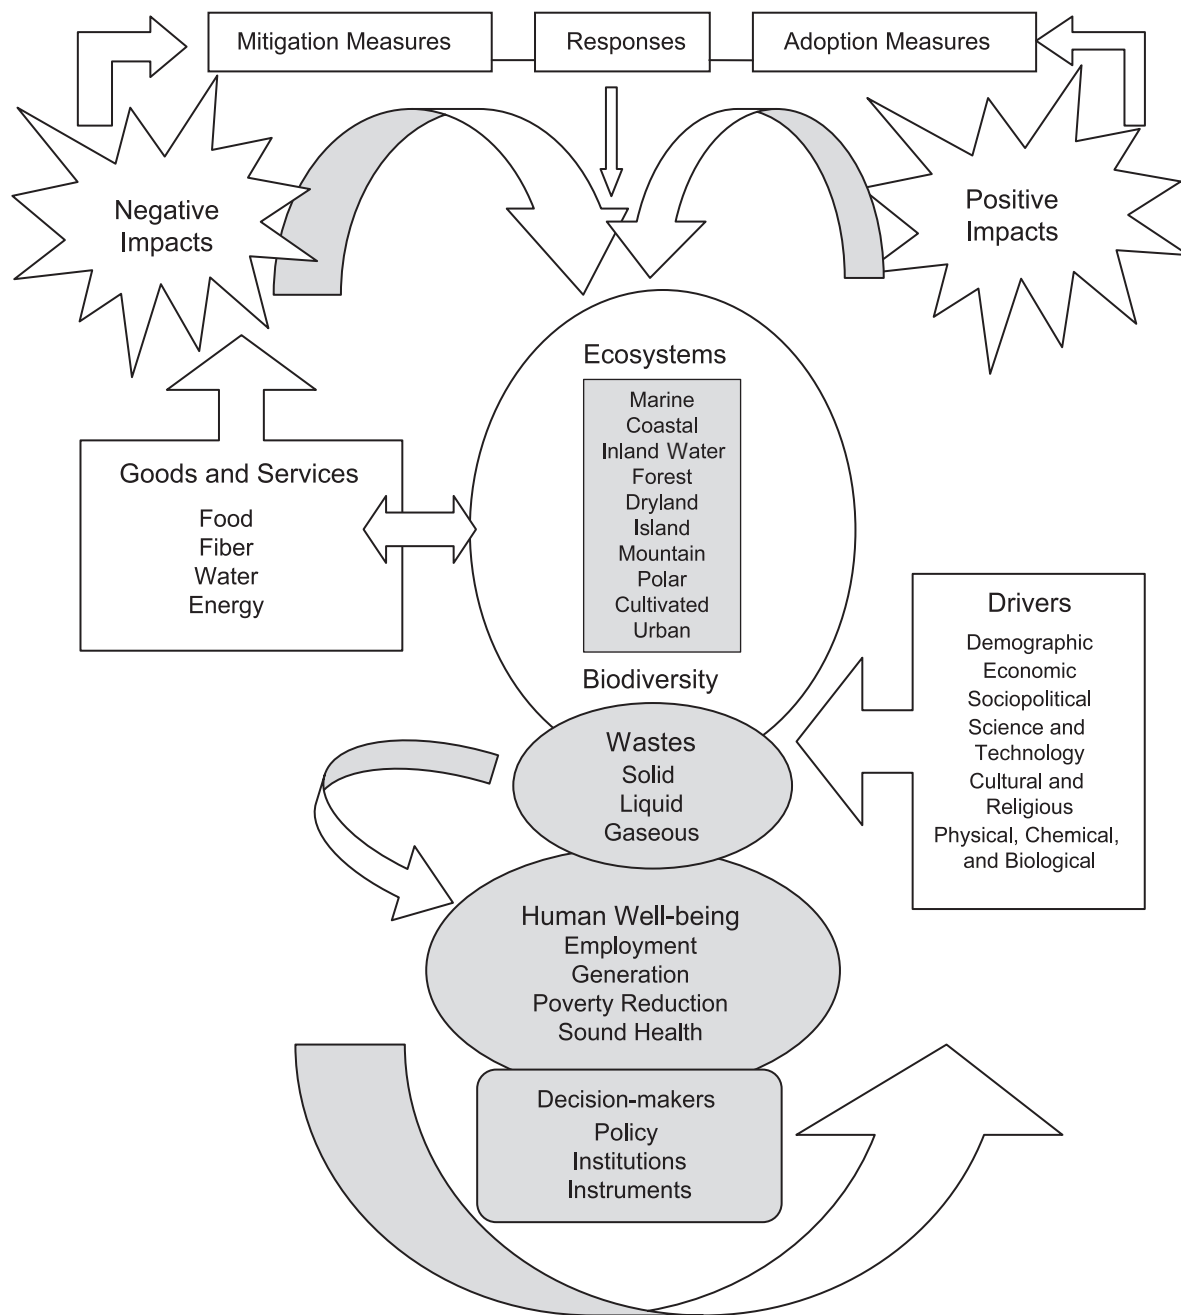 Mitigation Measures
Responses
Adoption Measures
Negative
Impacts
Positive
Impacts
Ecosystems
Marine
Coastal
Inland Water
Forest
Dryland
Island
Mountain
Polar
Cultivated
Urban
Biodiversity
Goods and Services
Food
Fiber
Water
Energy
Drivers
Demographic
Economic
Sociopolitical
Science and
Technology
Cultural and
Religious
Physical, Chemical,
and Biological
Wastes
Solid
Liquid
Gaseous
Human Well-being
Employment
Generation
Poverty Reduction
Sound Health
Decision-makers
Policy
Institutions
Instruments